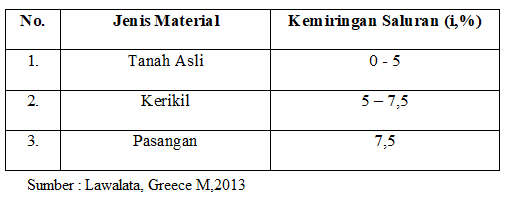 No. Jenis Material Kemiringan Saluran (i,%)
1. Tanah Asli 0 - 5
2. Kerikil 5 – 7,5
3. Pasangan 7,5
Sumber : Lawalata, Greece M,2013